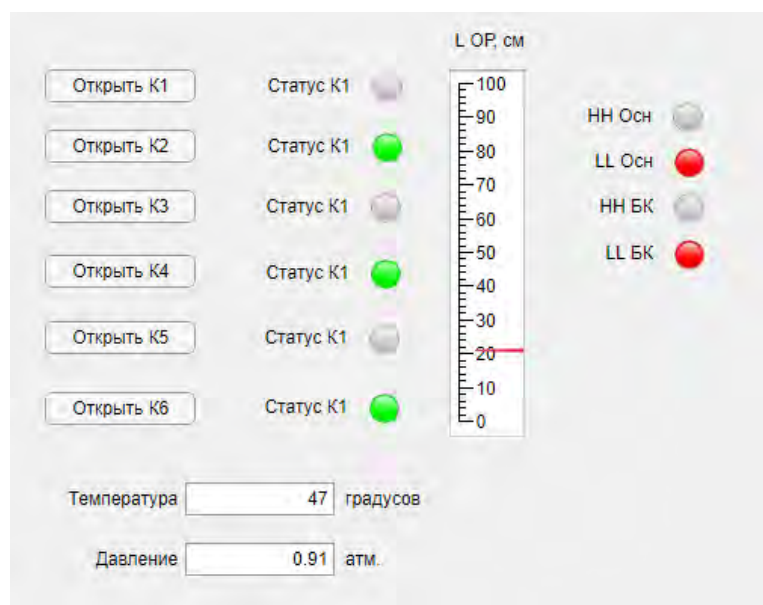 L ОР, см
Открыть К1 Статус К1
Открыть К2 Статус К1
Открыть К3 Статус К1
Открыть К4 Статус К1
Открыть К5 Статус К1
Открыть К6 Статус К1
100
90
80
70
60
50
40
30
20
10
0
НН Осн
LL Осн
НН БК
LL БК
Температура 47 градусов
Давление 0.91 атм.